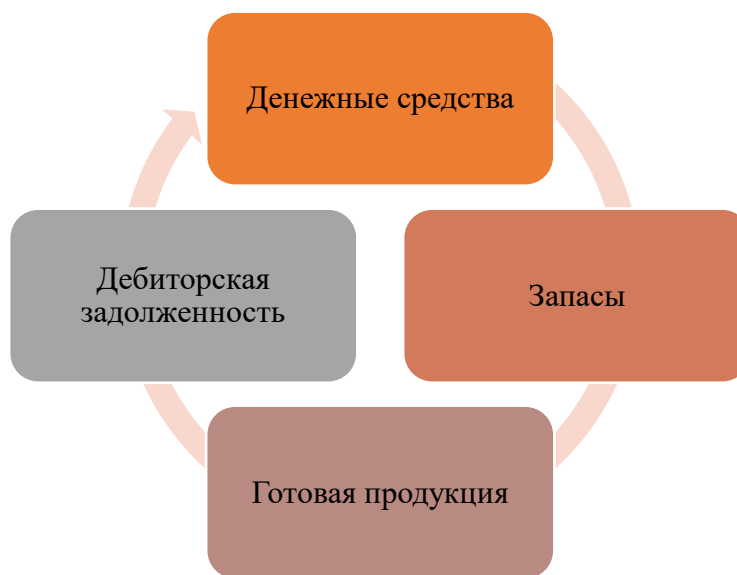 Денежные средства
Запасы
Готовая продукция
Дебиторская
задолженность